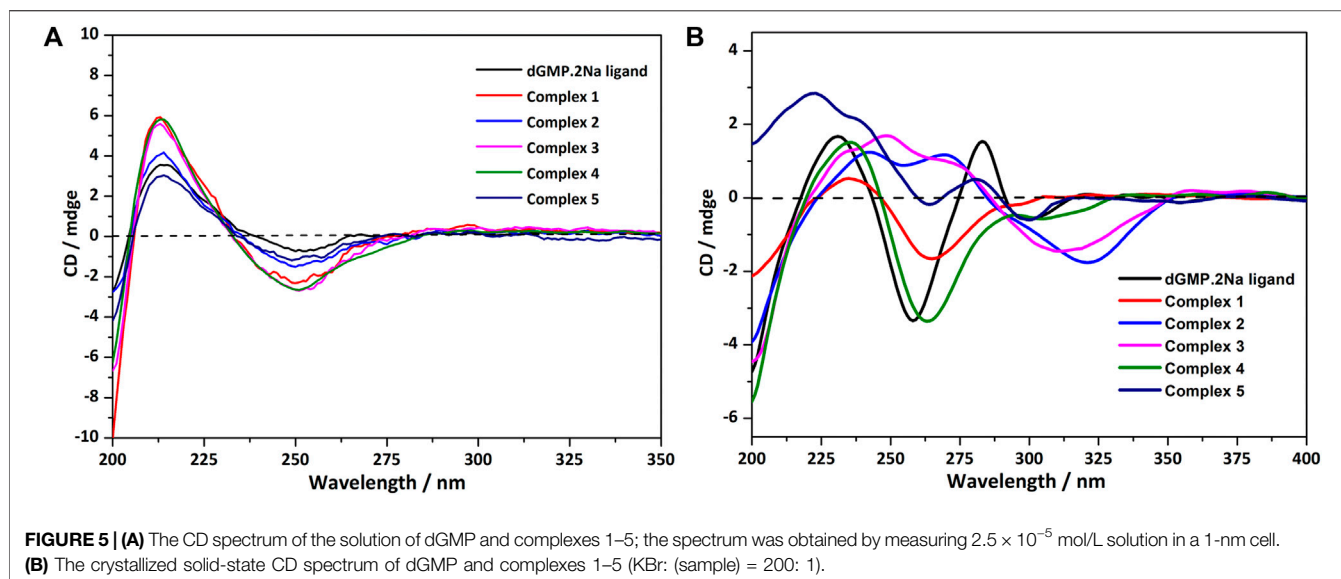 A
10
8
6
4
2
0
-2
-4
-6
-8
-10
CD / mdge
200
225
250
275
300
325
350
Wavelength / nm
dGMP.2Na ligand
Complex 1
Complex 2
Complex 3
Complex 4
Complex 5
B
4
2
0
-2
-4
-6
CD / mdge
200
225
250
275
300
325
350
375
400
Wavelength / nm
dGMP.2Na ligand
Complex 1
Complex 2
Complex 3
Complex 4
Complex 5
FIGURE 5 | (A) The CD spectrum of the solution of dGMP and complexes 1–5; the spectrum was obtained by measuring 2.5 × 10⁻⁵ mol/L solution in a 1-nm cell.
(B) The crystallized solid-state CD spectrum of dGMP and complexes 1–5 (KBr: (sample) = 200: 1).